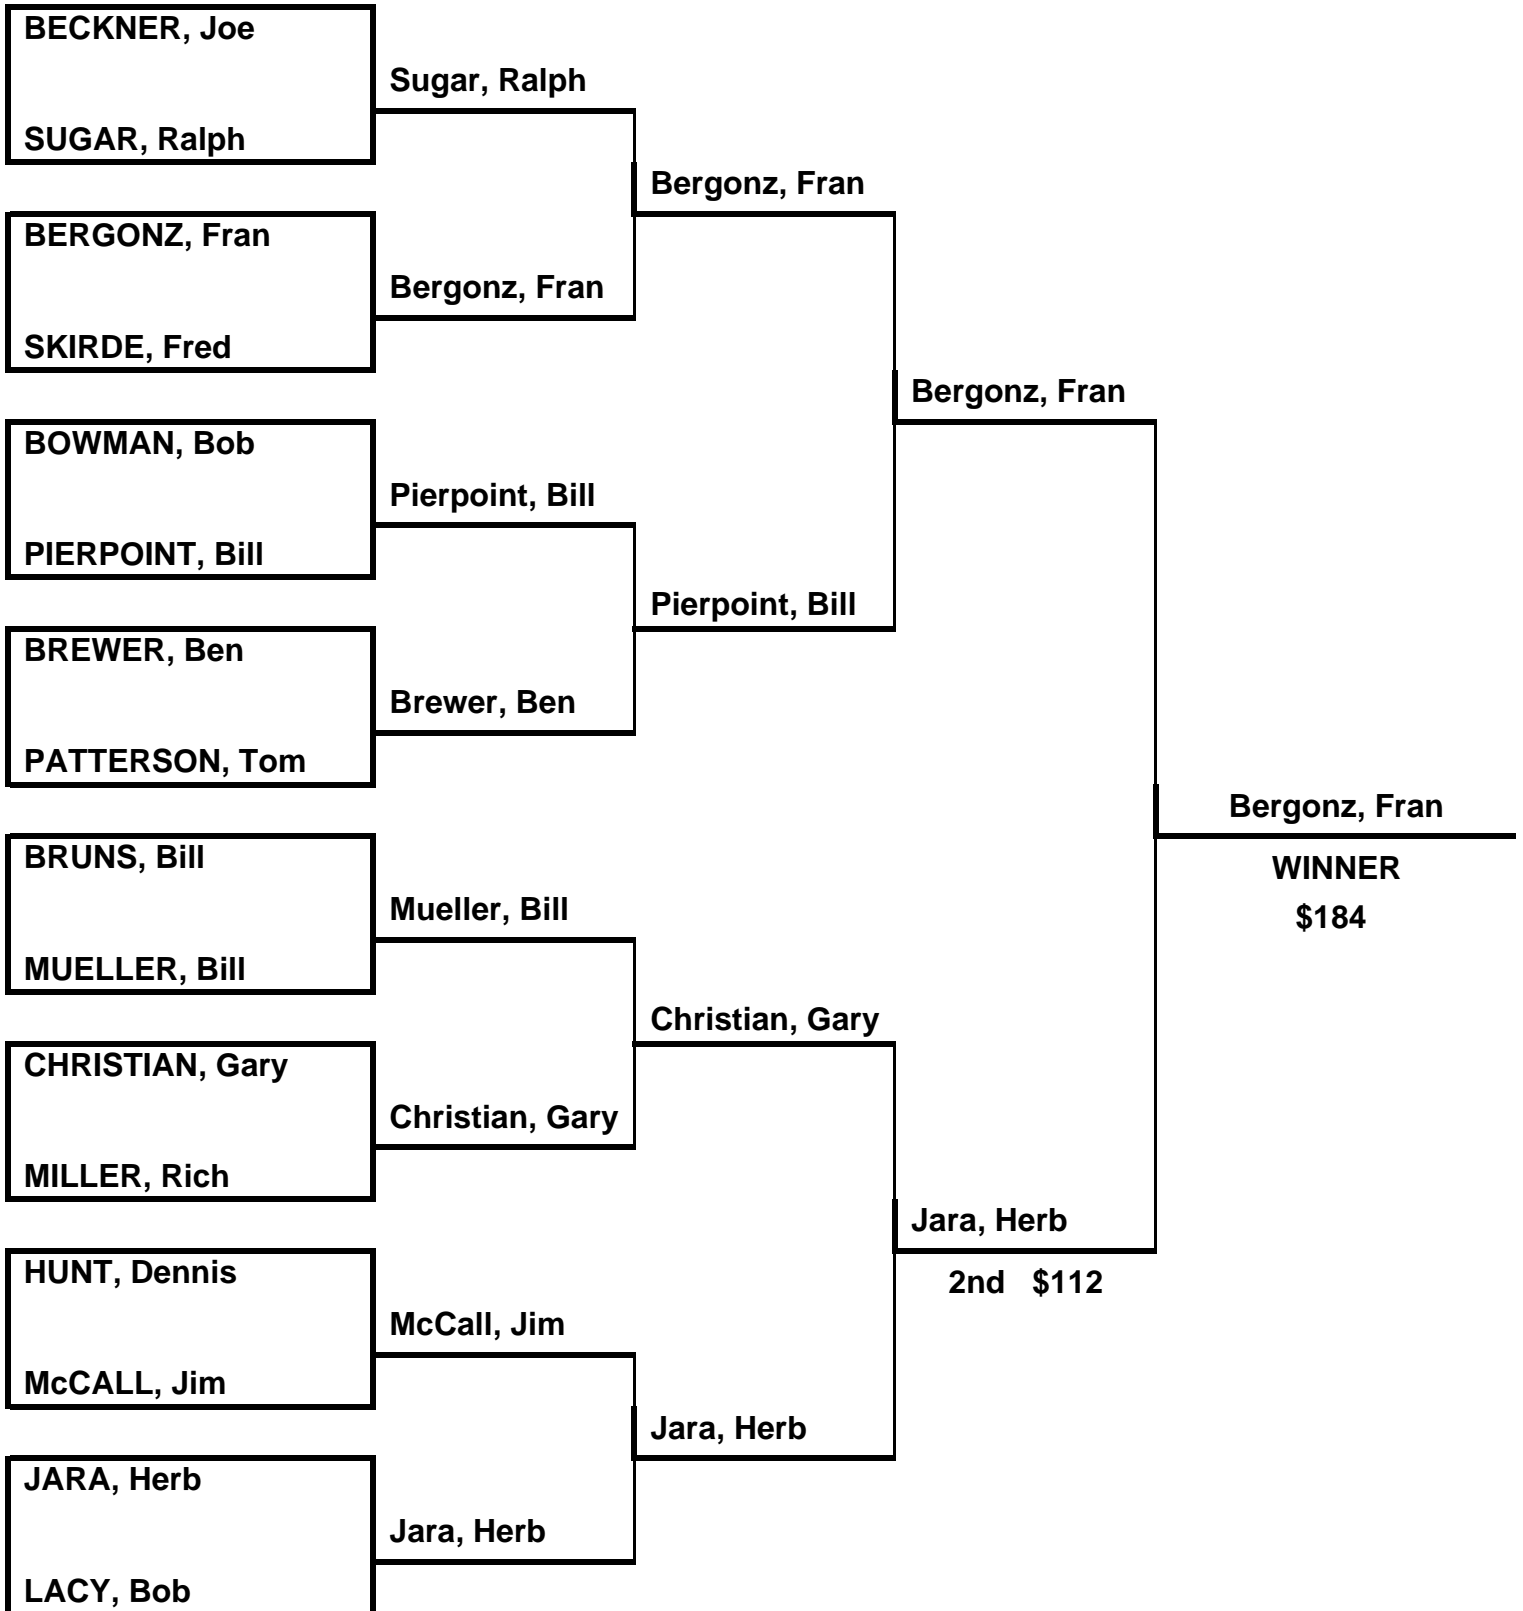 BECKNER, Joe
SUGAR, Ralph
BERGONZ, Fran
SKIRDE, Fred
BOWMAN, Bob
PIERPOINT, Bill
BREWER, Ben
PATTERSON, Tom
BRUNS, Bill
MUELLER, Bill
CHRISTIAN, Gary
MILLER, Rich
HUNT, Dennis
McCALL, Jim
JARA, Herb
LACY, Bob
Sugar, Ralph
Bergonz, Fran
Pierpoint, Bill
Brewer, Ben
Mueller, Bill
Christian, Gary
McCall, Jim
Jara, Herb
Bergonz, Fran
Pierpoint, Bill
Christian, Gary
Jara, Herb
Bergonz, Fran
Jara, Herb
2nd $112
Bergonz, Fran
WINNER
$184